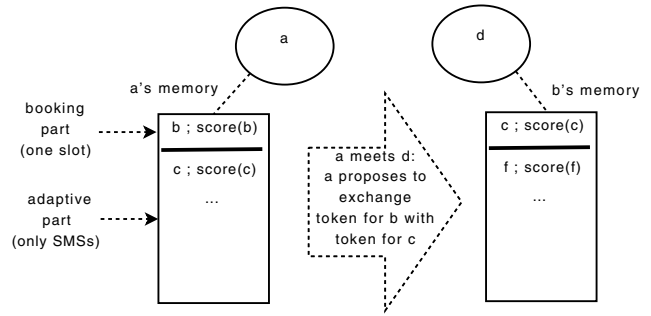 a
d
a's memory
b's memory
booking
part
(one slot)
b ; score(b)
c ; score(c)
...
adaptive
part
(only SMSs)
a meets d:
a proposes to
exchange
token for b with
token for c
c ; score(c)
f ; score(f)
...